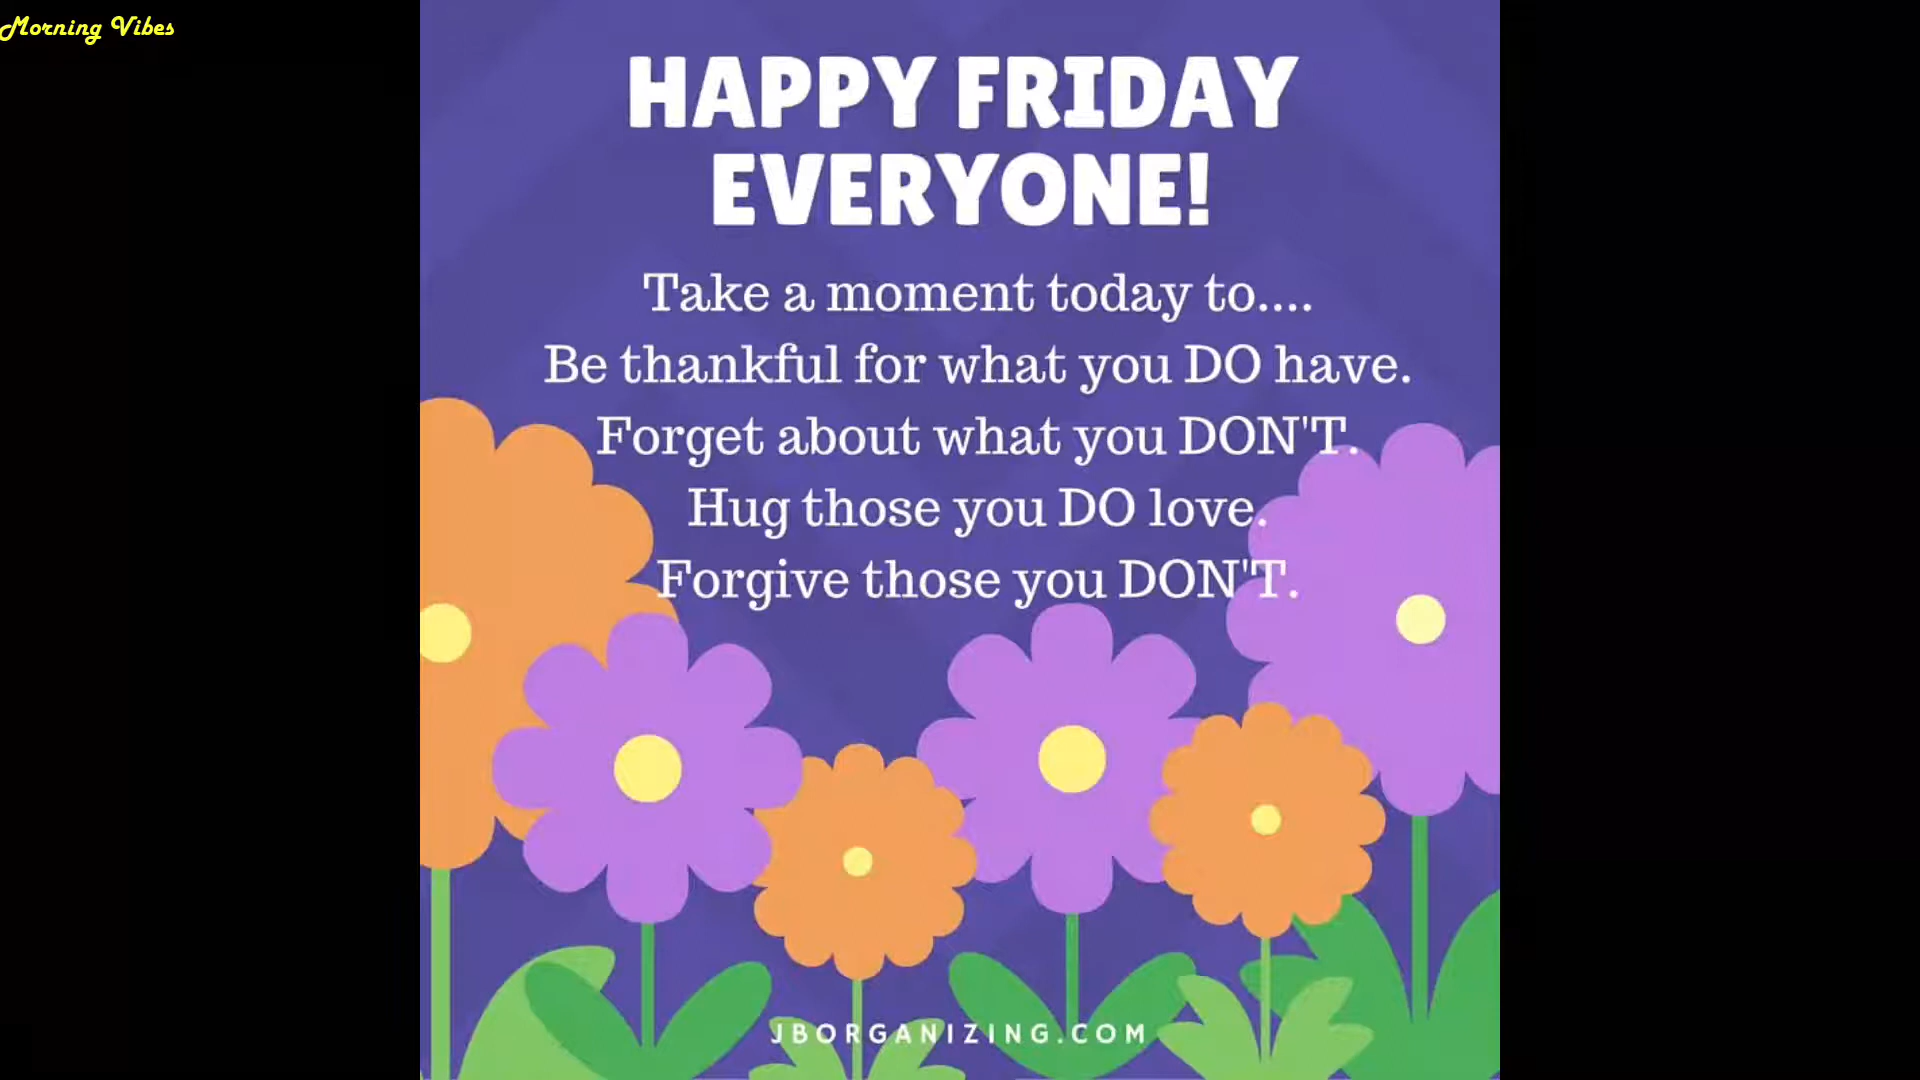 Morning Vibes
HAPPY FRIDAY
EVERYONE!
Take a moment today to....
Be thankful for what you DO have.
Forget about what you DON'T.
Hug those you DO love.
Forgive those you DON'T.
JBORGANIZING.COM